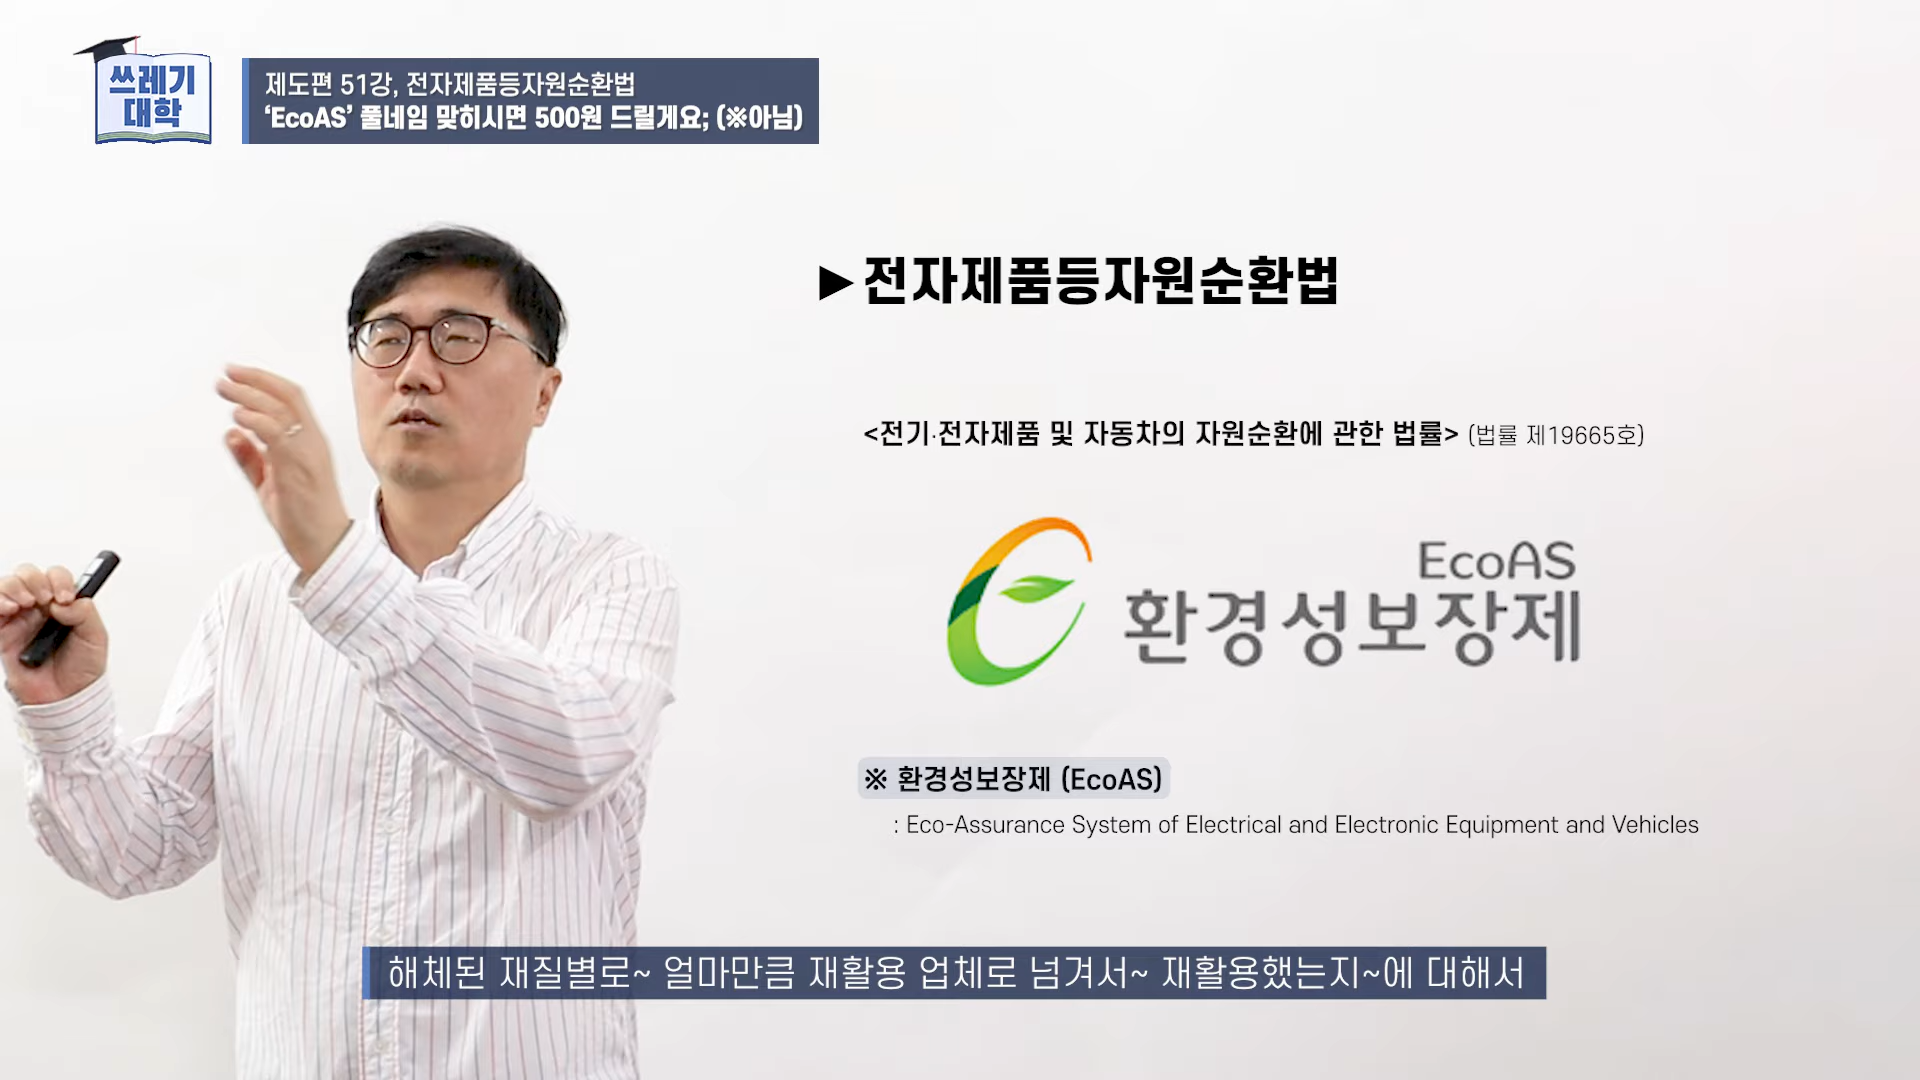 쓰레기
대학
제도편 51강, 전자제품등자원순환법
‘EcoAS’ 풀네임 맞히시면 500원 드릴게요; (※아님)
▶전자제품등자원순환법
<전기·전자제품 및 자동차의 자원순환에 관한 법률> (법률 제19665호)
EcoAS
환경성보장제
※ 환경성보장제 (EcoAS)
: Eco-Assurance System of Electrical and Electronic Equipment and Vehicles
해체된 재질별로~ 얼마만큼 재활용 업체로 넘겨서~ 재활용했는지~에 대해서